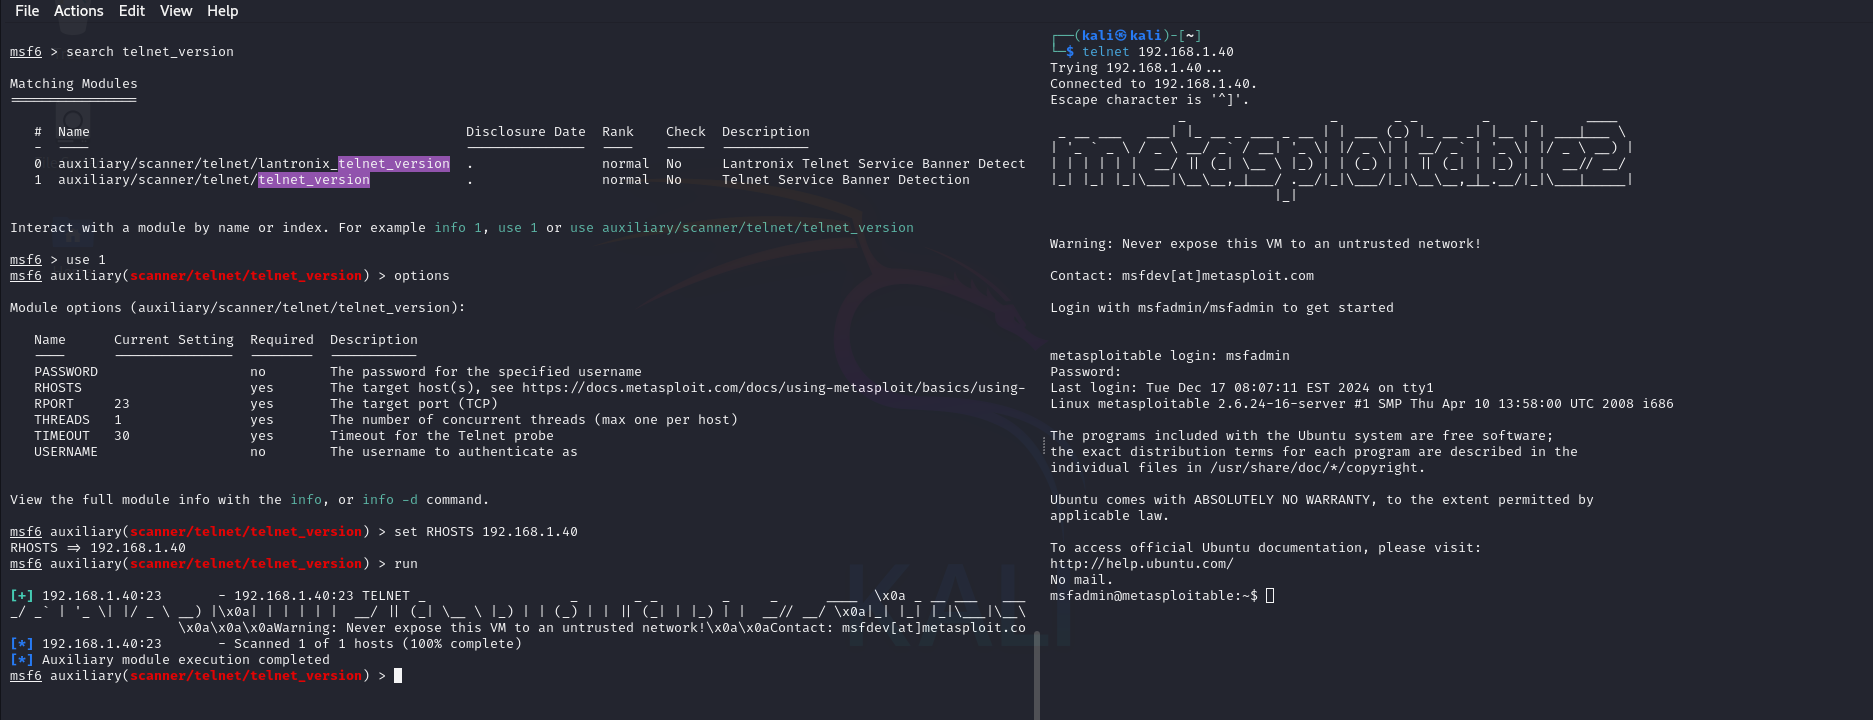 File Actions Edit View Help
msf6 > search telnet_version
Matching Modules
================
# Name Disclosure Date Rank Check Description
- ---- --------------- ---- ----- -----------
0 auxiliary/scanner/telnet/lantronix_telnet_version . normal No Lantronix Telnet Service Banner Detect
1 auxiliary/scanner/telnet/telnet_version . normal No Telnet Service Banner Detection
Interact with a module by name or index. For example info 1, use 1 or use auxiliary/scanner/telnet/telnet_version
msf6 > use 1
msf6 auxiliary(scanner/telnet/telnet_version) > options
Module options (auxiliary/scanner/telnet/telnet_version):
Name Current Setting Required Description
---- --------------- -------- -----------
PASSWORD no The password for the specified username
RHOSTS yes The target host(s), see https://docs.metasploit.com/docs/using-metasploit/basics/using-
RPORT 23 yes The target port (TCP)
THREADS 1 yes The number of concurrent threads (max one per host)
TIMEOUT 30 yes Timeout for the Telnet probe
USERNAME no The username to authenticate as
View the full module info with the info, or info -d command.
msf6 auxiliary(scanner/telnet/telnet_version) > set RHOSTS 192.168.1.40
RHOSTS => 192.168.1.40
msf6 auxiliary(scanner/telnet/telnet_version) > run
[+] 192.168.1.40:23 - 192.168.1.40:23 TELNET _ _ _ _ _ _ ____ \x0a _ __ ___ ___
_/ _` | '_ \| |/ _ \ __) |\x0a| | | | | | __/ || (_| \__ \ |_) | | (_) | | || (_| | |_) | | __// __/ \x0a|_| |_| |_|\___|\__\
\x0a\x0a\x0aWarning: Never expose this VM to an untrusted network!\x0a\x0aContact: msfdev[at]metasploit.co
[*] 192.168.1.40:23 - Scanned 1 of 1 hosts (100% complete)
[*] Auxiliary module execution completed
msf6 auxiliary(scanner/telnet/telnet_version) >
KALI
┌──(kali㉿kali)-[~]
└─$ telnet 192.168.1.40
Trying 192.168.1.40...
Connected to 192.168.1.40.
Escape character is '^]'.
metasploitable2
Warning: Never expose this VM to an untrusted network!
Contact: msfdev[at]metasploit.com
Login with msfadmin/msfadmin to get started
metasploitable login: msfadmin
Password:
Last login: Tue Dec 17 08:07:11 EST 2024 on tty1
Linux metasploitable 2.6.24-16-server #1 SMP Thu Apr 10 13:58:00 UTC 2008 i686
The programs included with the Ubuntu system are free software;
the exact distribution terms for each program are described in the
individual files in /usr/share/doc/*/copyright.
Ubuntu comes with ABSOLUTELY NO WARRANTY, to the extent permitted by
applicable law.
To access official Ubuntu documentation, please visit:
http://help.ubuntu.com/
No mail.
msfadmin@metasploitable:~$